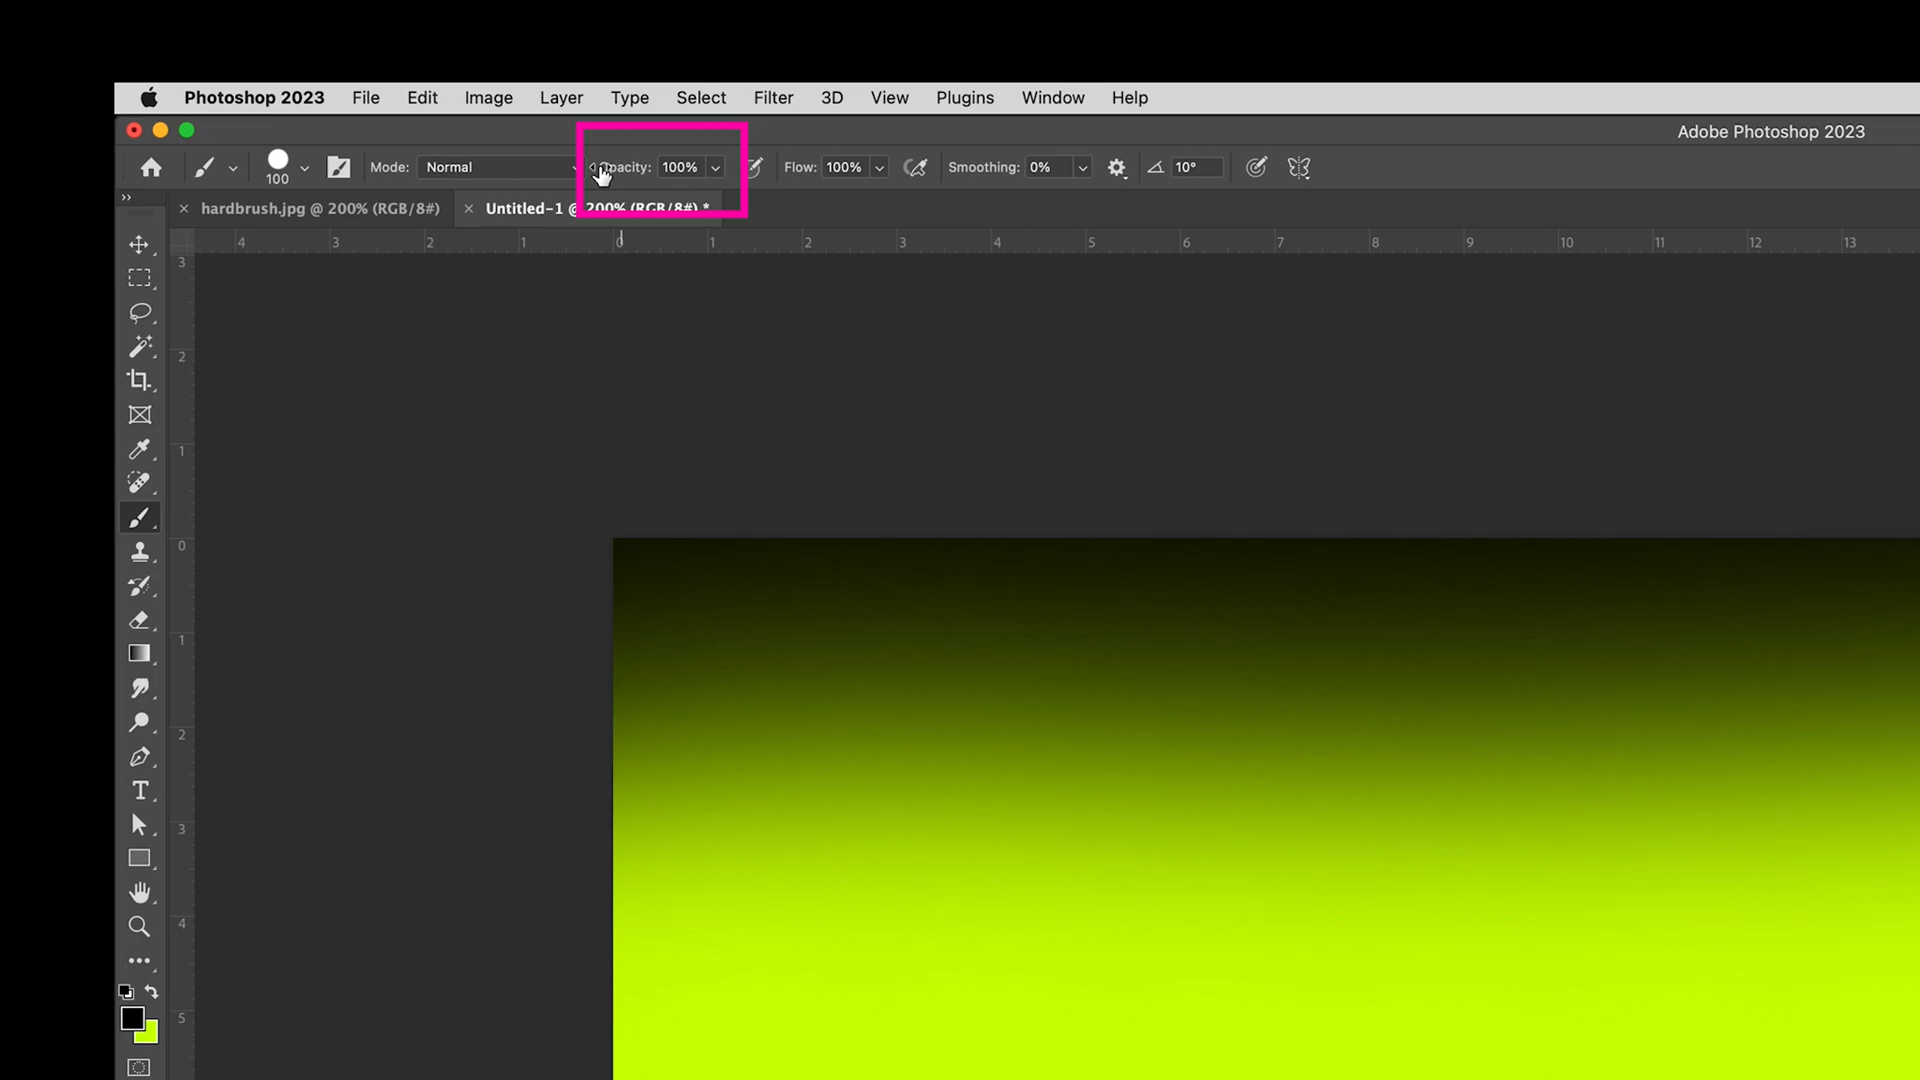 Photoshop 2023 File Edit Image Layer Type Select Filter 3D View Plugins Window Help
Adobe Photoshop 2023
100 Mode: Normal Opacity: 100% Flow: 100% Smoothing: 0% 10°
hardbrush.jpg @ 200% (RGB/8#) Untitled-1 @ 200% (RGB/8#) *
4 3 2 1 0 1 2 3 4 5 6 7 8 9 10 11 12 13
3
2
1
0
1
2
3
4
5